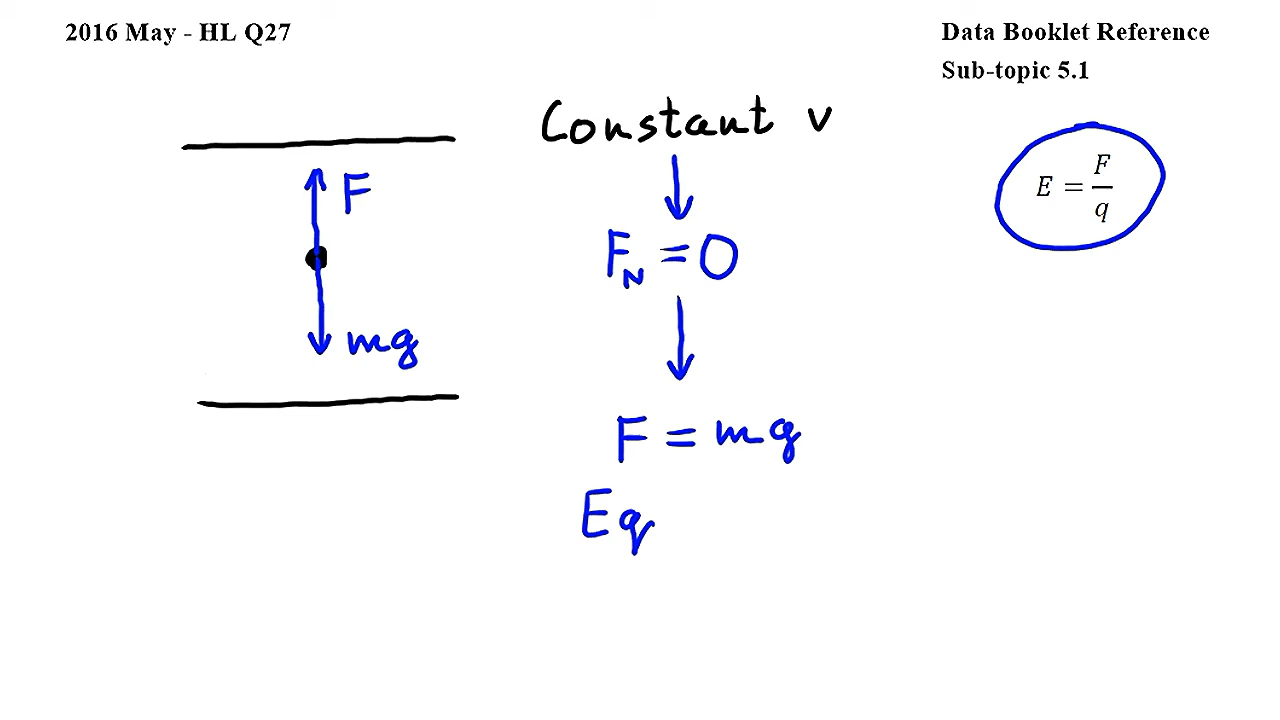 2016 May - HL Q27
Data Booklet Reference
Sub-topic 5.1
Constant v
F
E = F/q
F_N = 0
mg
F = mg
Eq